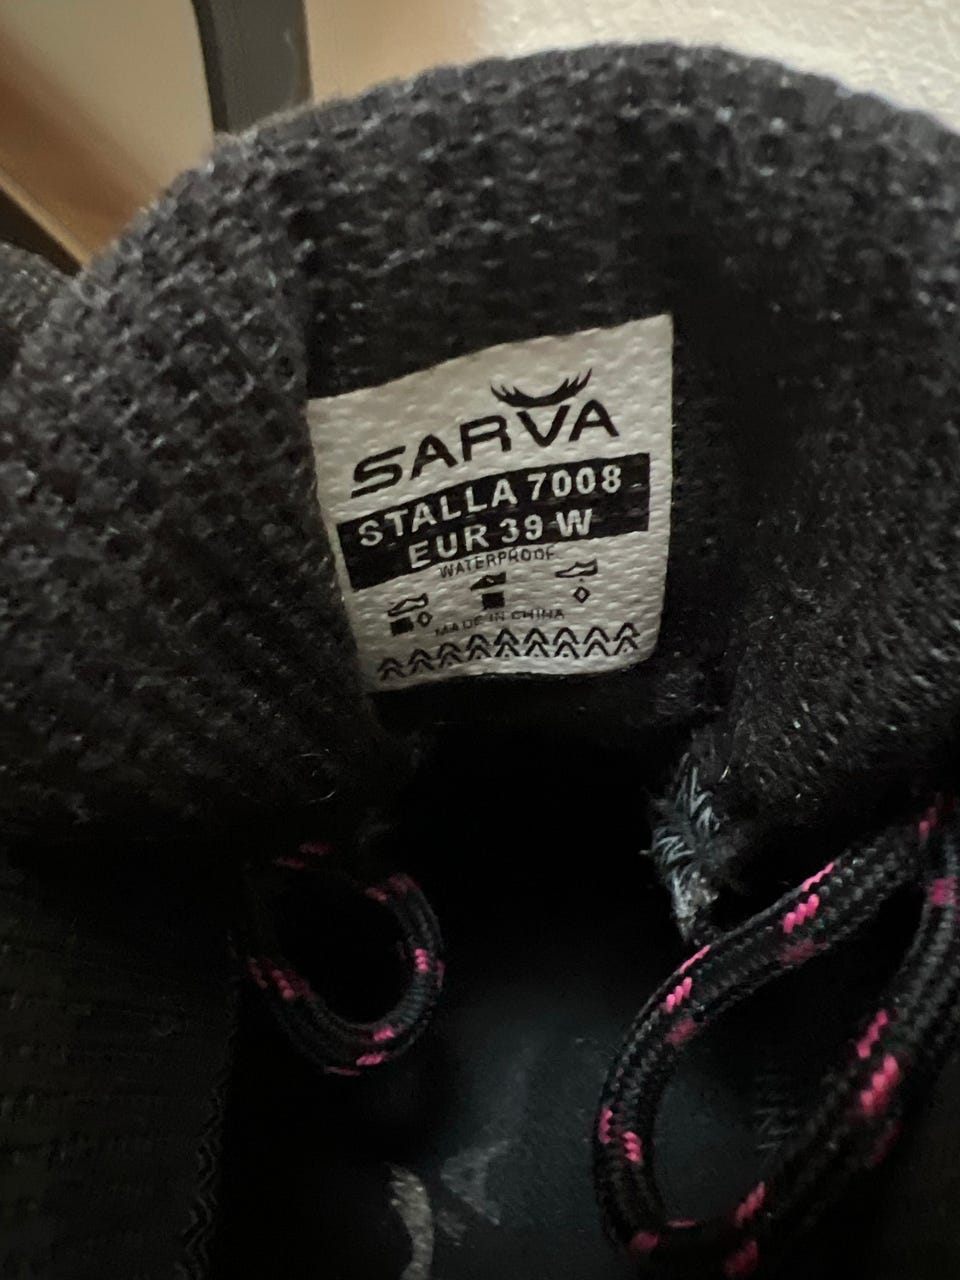 SARVA
STALLA 7008
EUR 39 W
WATERPROOF
MADE IN CHINA